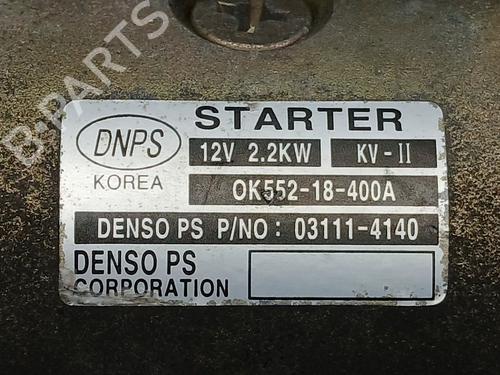 B-PARTS
STARTER
DNPS
12V 2.2KW KV-II
KOREA
OK552-18-400A
DENSO PS P/NO: 03111-4140
DENSO PS
CORPORATION